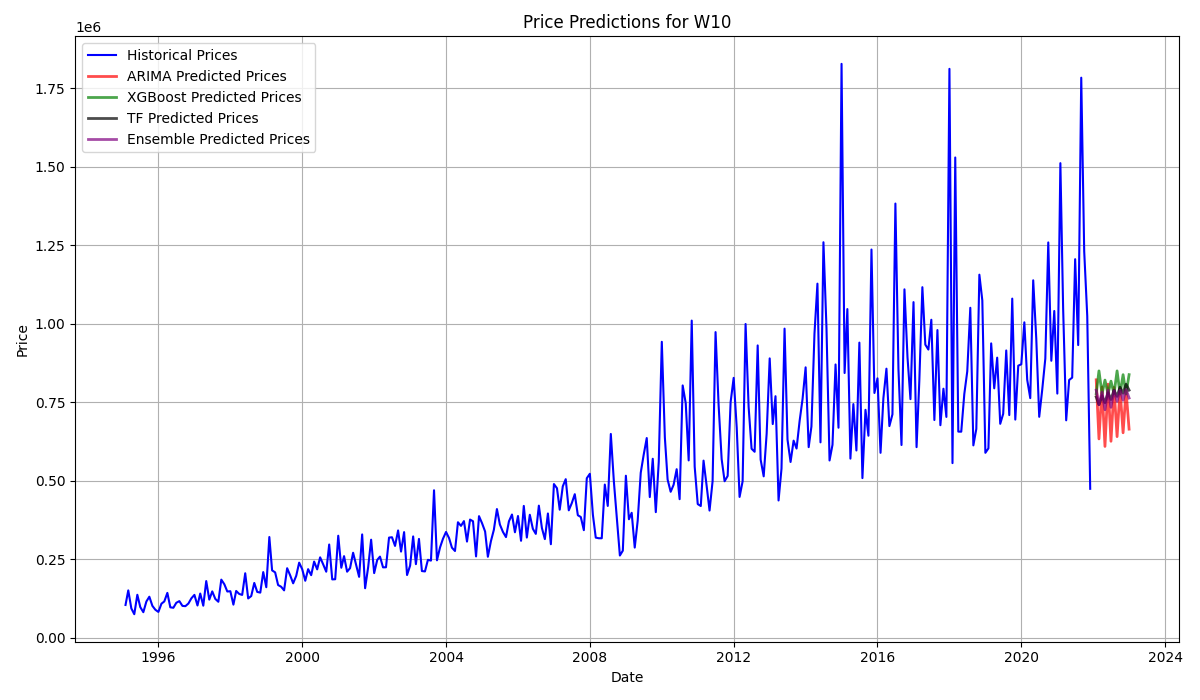 Price Predictions for W10
1e6
Historical Prices
ARIMA Predicted Prices
XGBoost Predicted Prices
TF Predicted Prices
Ensemble Predicted Prices
1.75
1.50
1.25
1.00
0.75
0.50
0.25
0.00
Price
1996 2000 2004 2008 2012 2016 2020 2024
Date